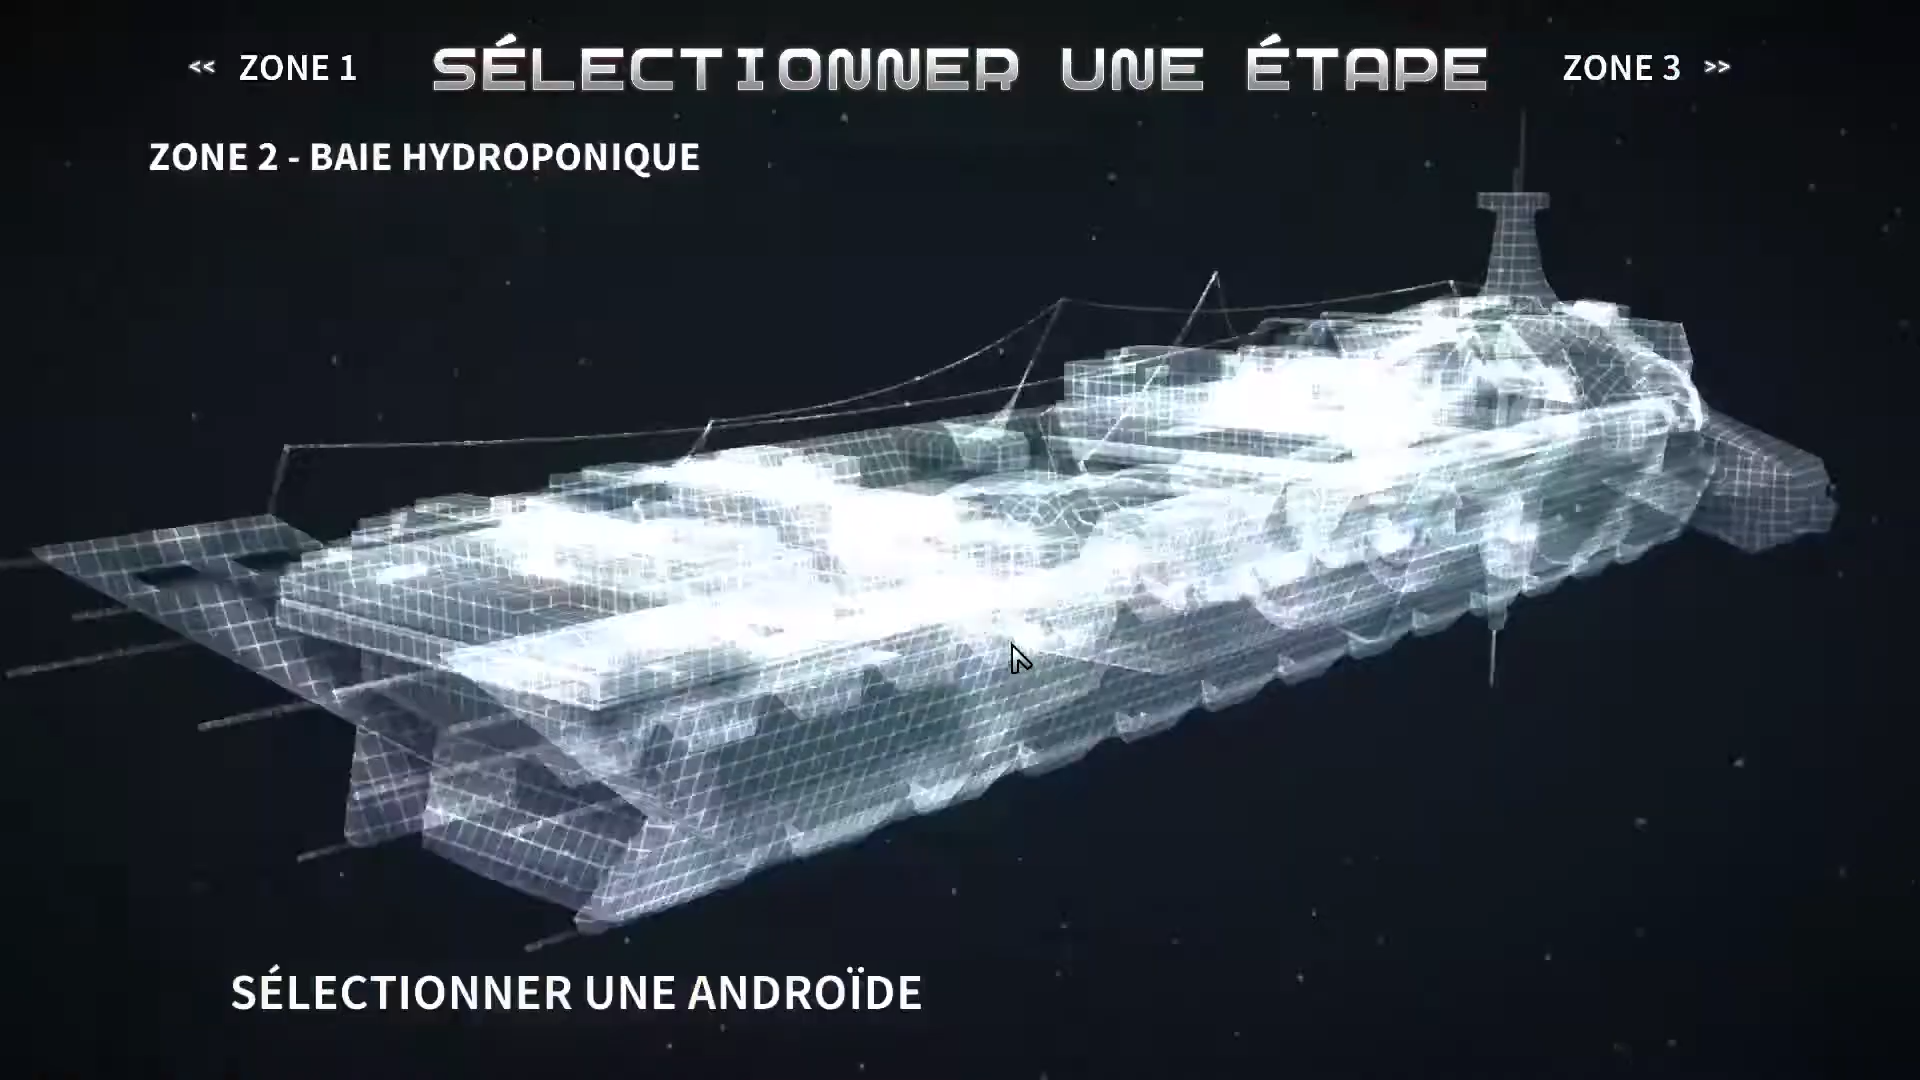 << ZONE 1
SÉLECTIONNER UNE ÉTAPE
ZONE 3 >>
ZONE 2 - BAIE HYDROPONIQUE
SÉLECTIONNER UNE ANDROÏDE